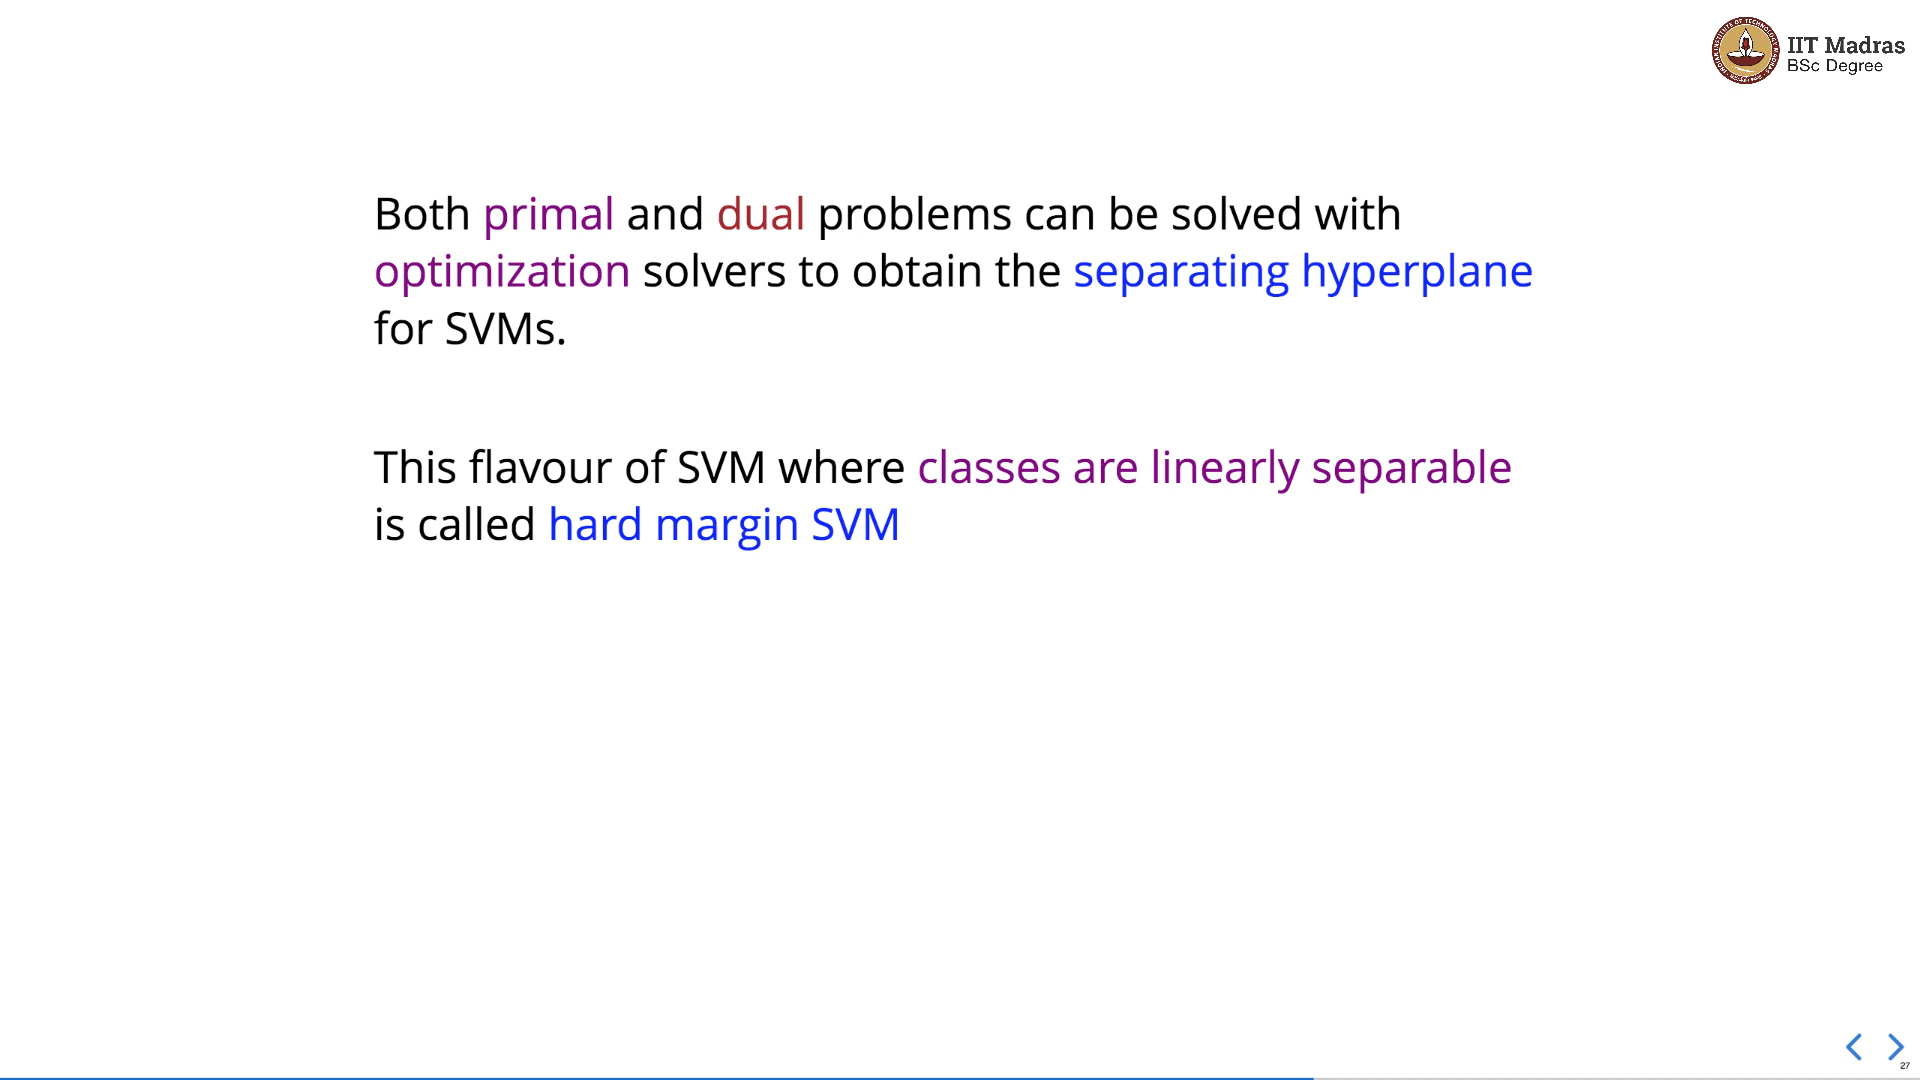 IIT Madras
BSc Degree
Both primal and dual problems can be solved with
optimization solvers to obtain the separating hyperplane
for SVMs.
This flavour of SVM where classes are linearly separable
is called hard margin SVM
27